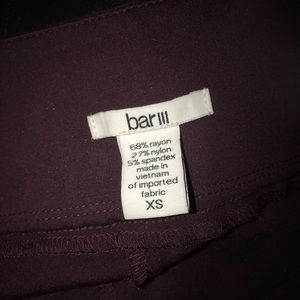 bar III
68% rayon
27% nylon
5% spandex
made in
vietnam
of imported
fabric
XS